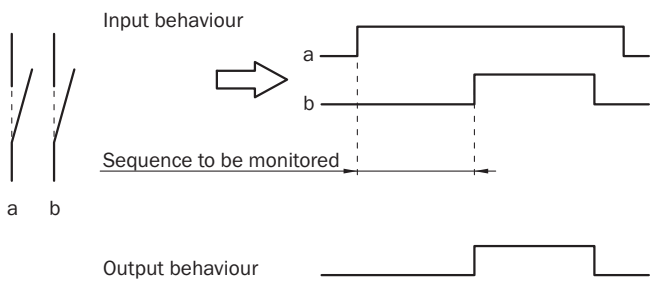 Input behaviour
a
b
Sequence to be monitored
a b
Output behaviour